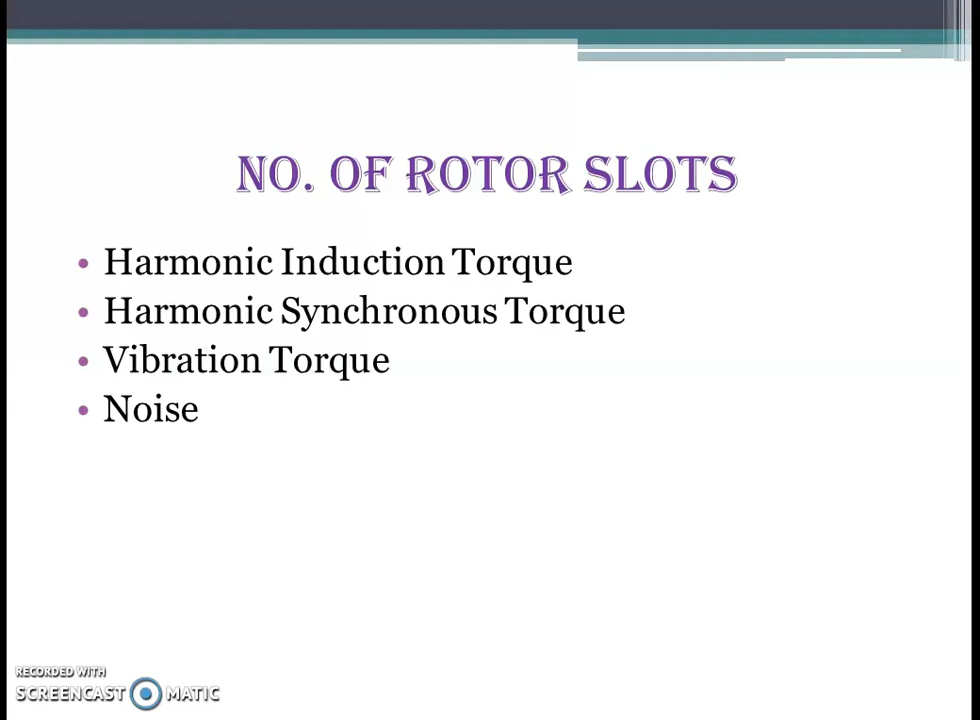 NO. OF ROTOR SLOTS
• Harmonic Induction Torque
• Harmonic Synchronous Torque
• Vibration Torque
• Noise
RECORDED WITH
SCREENCAST MATIC